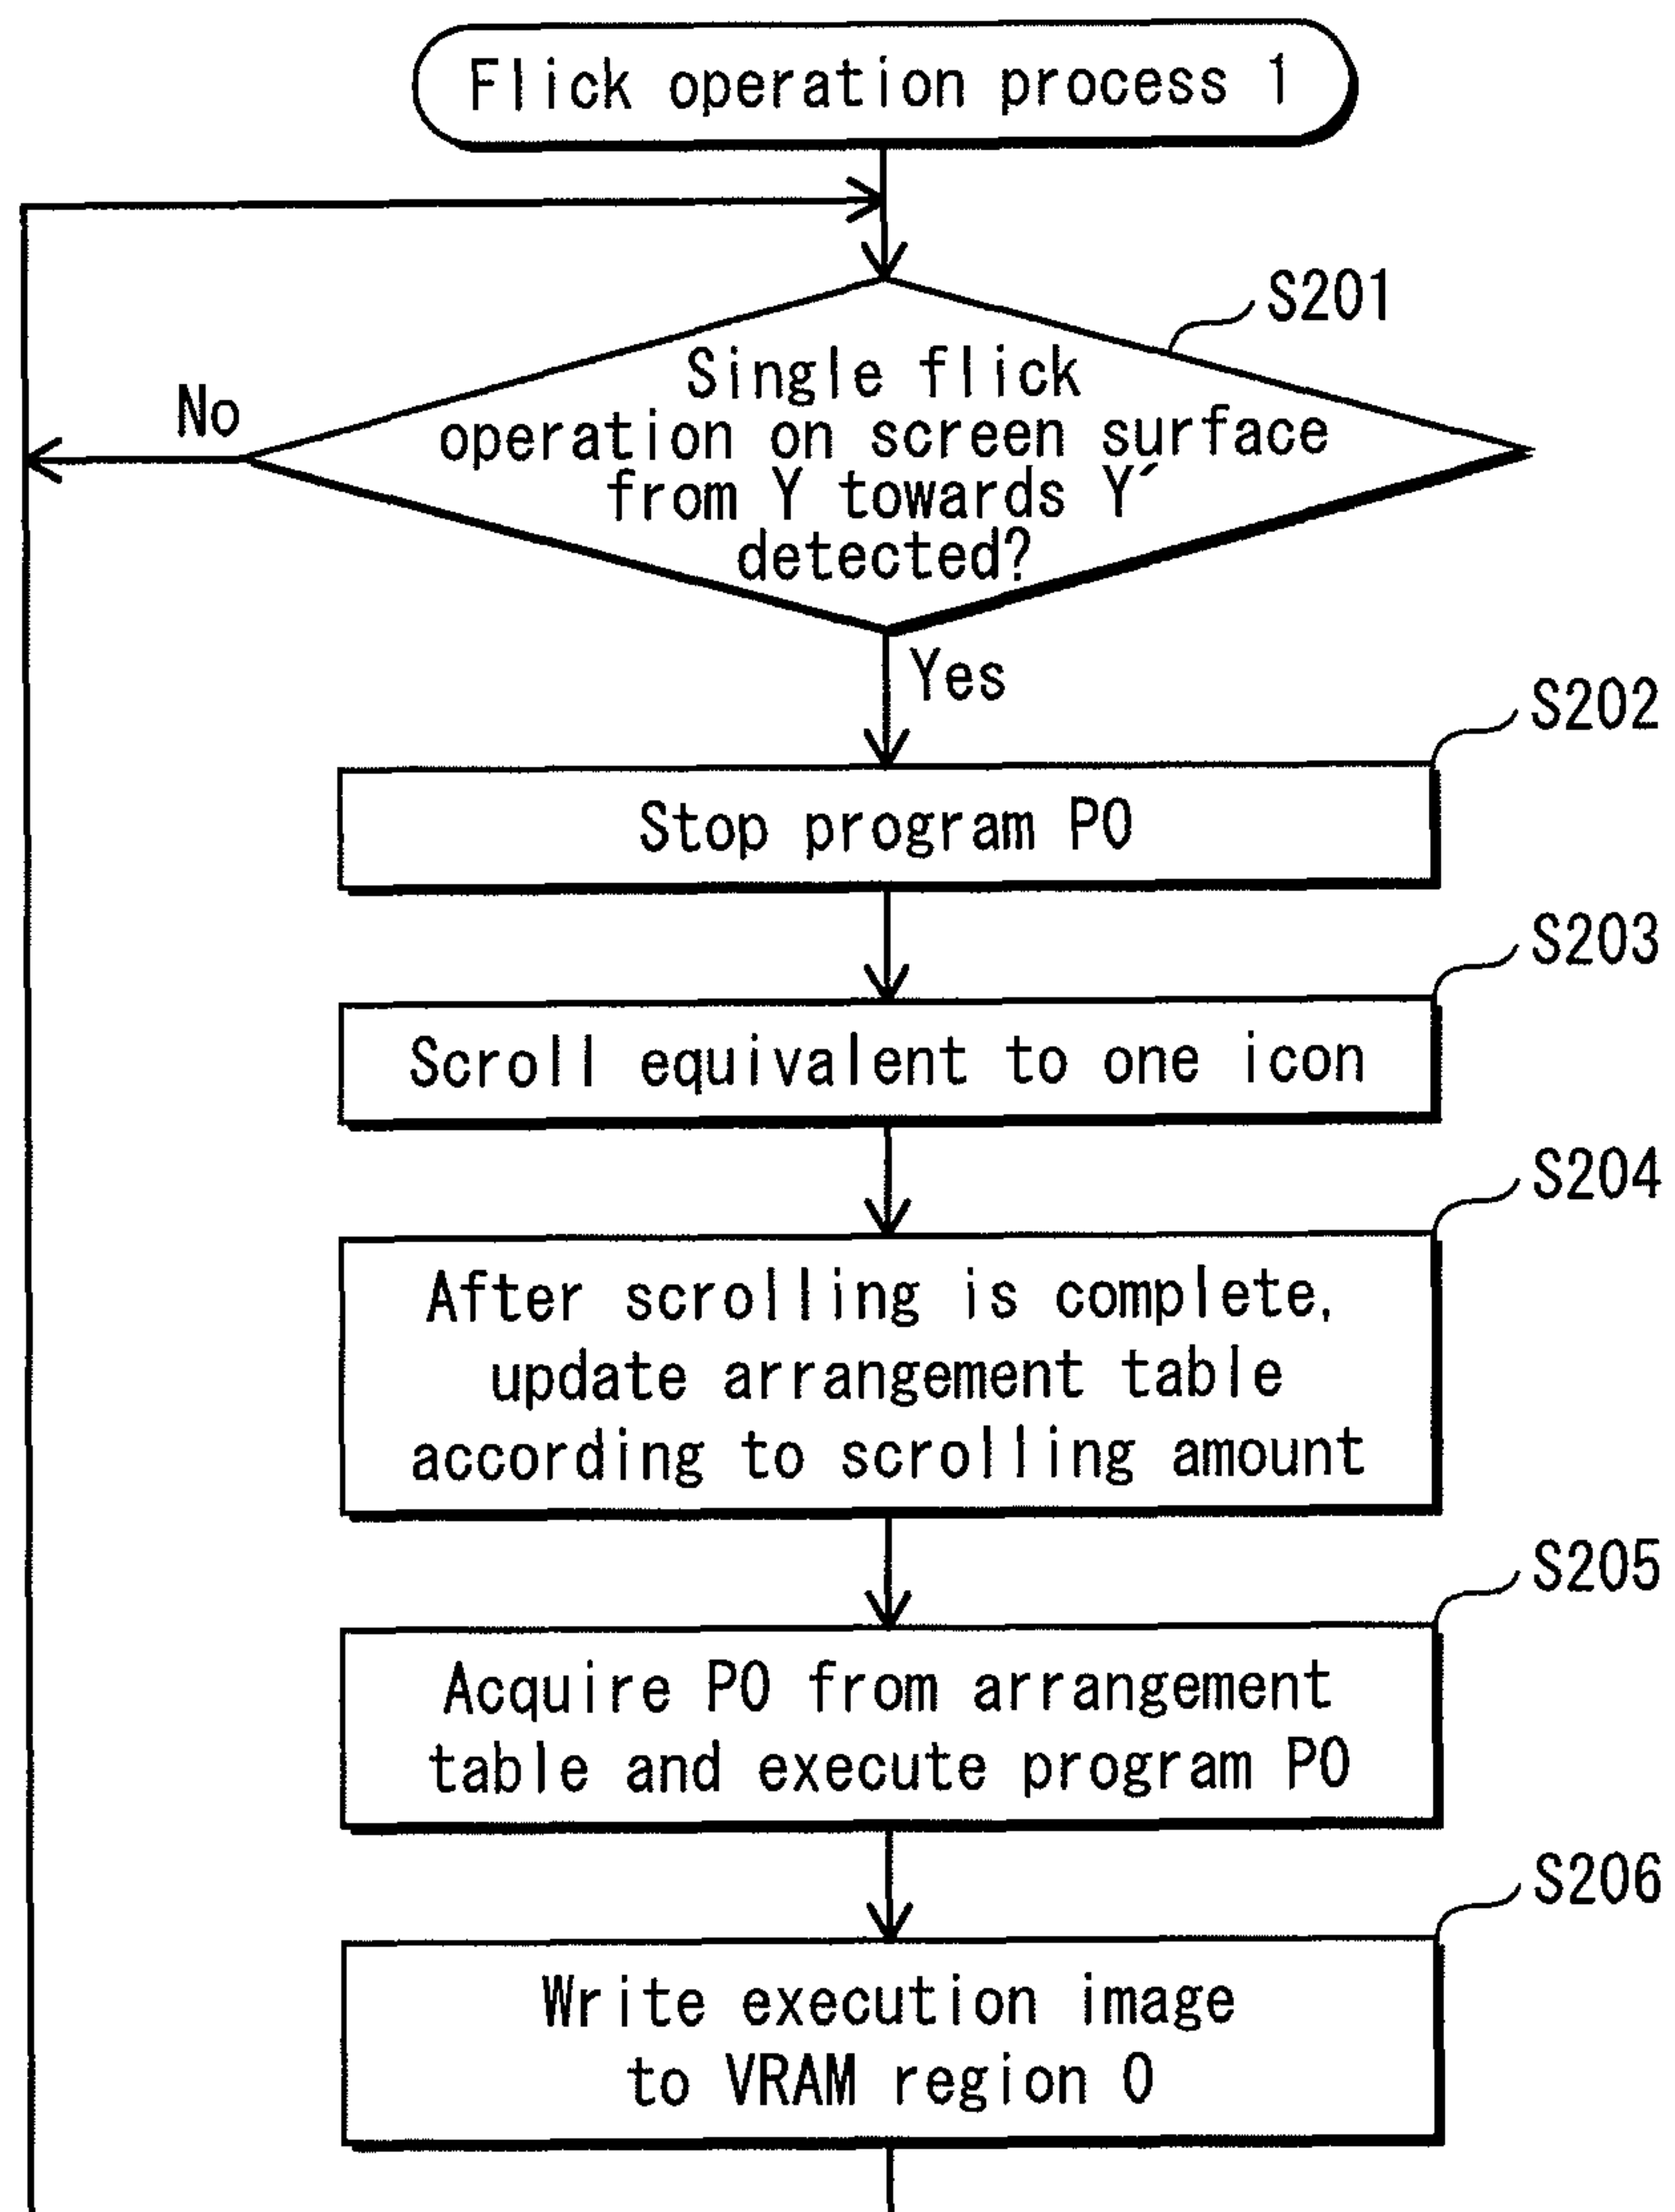 Flick operation process 1
S201
Single flick
operation on screen surface
from Y towards Y´
detected?
No
Yes
S202
Stop program P0
S203
Scroll equivalent to one icon
S204
After scrolling is complete,
update arrangement table
according to scrolling amount
S205
Acquire P0 from arrangement
table and execute program P0
S206
Write execution image
to VRAM region 0